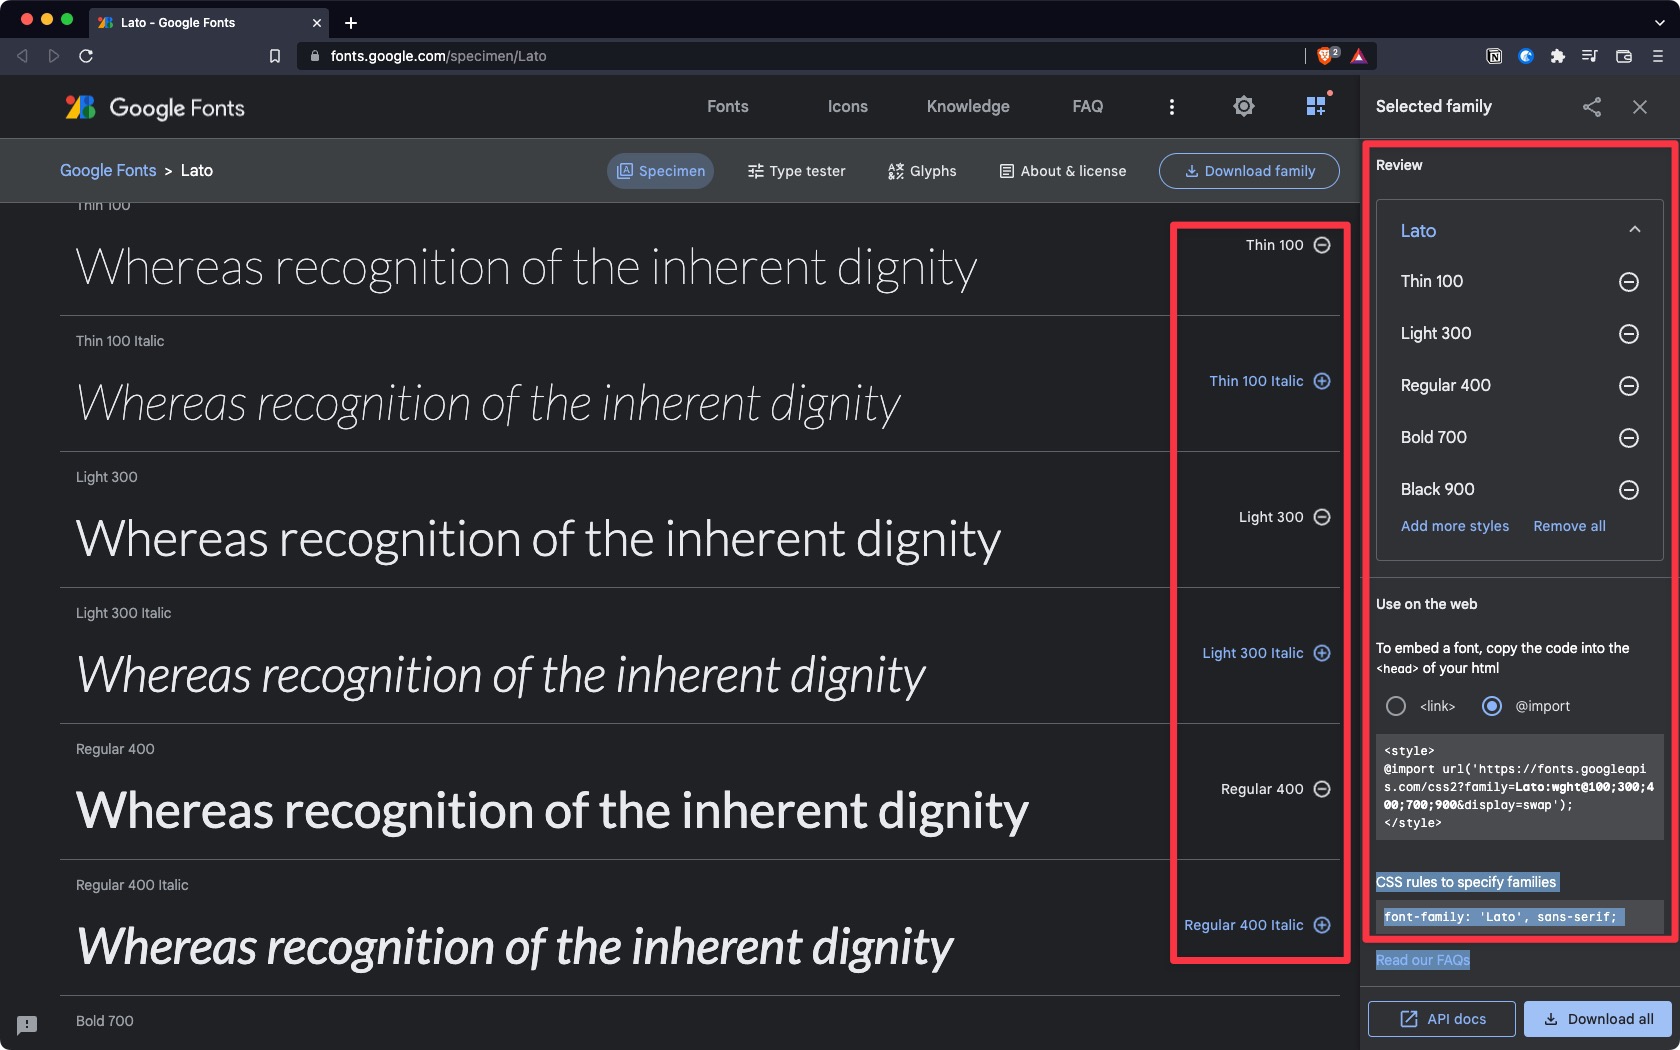 Lato - Google Fonts
fonts.google.com/specimen/Lato
2
Google Fonts
Fonts
Icons
Knowledge
FAQ
Google Fonts > Lato
Specimen
Type tester
Glyphs
About & license
Download family
Thin 100
Whereas recognition of the inherent dignity
Thin 100
Thin 100 Italic
Whereas recognition of the inherent dignity
Thin 100 Italic
Light 300
Whereas recognition of the inherent dignity
Light 300
Light 300 Italic
Whereas recognition of the inherent dignity
Light 300 Italic
Regular 400
Whereas recognition of the inherent dignity
Regular 400
Regular 400 Italic
Whereas recognition of the inherent dignity
Regular 400 Italic
Bold 700
Selected family
Review
Lato
Thin 100
Light 300
Regular 400
Bold 700
Black 900
Add more styles
Remove all
Use on the web
To embed a font, copy the code into the
<head> of your html
<link>
@import
<style>
@import url('https://fonts.googleapi
s.com/css2?family=Lato:wght@100;300;4
00;700;900&display=swap');
</style>
CSS rules to specify families
font-family: 'Lato', sans-serif;
Read our FAQs
API docs
Download all